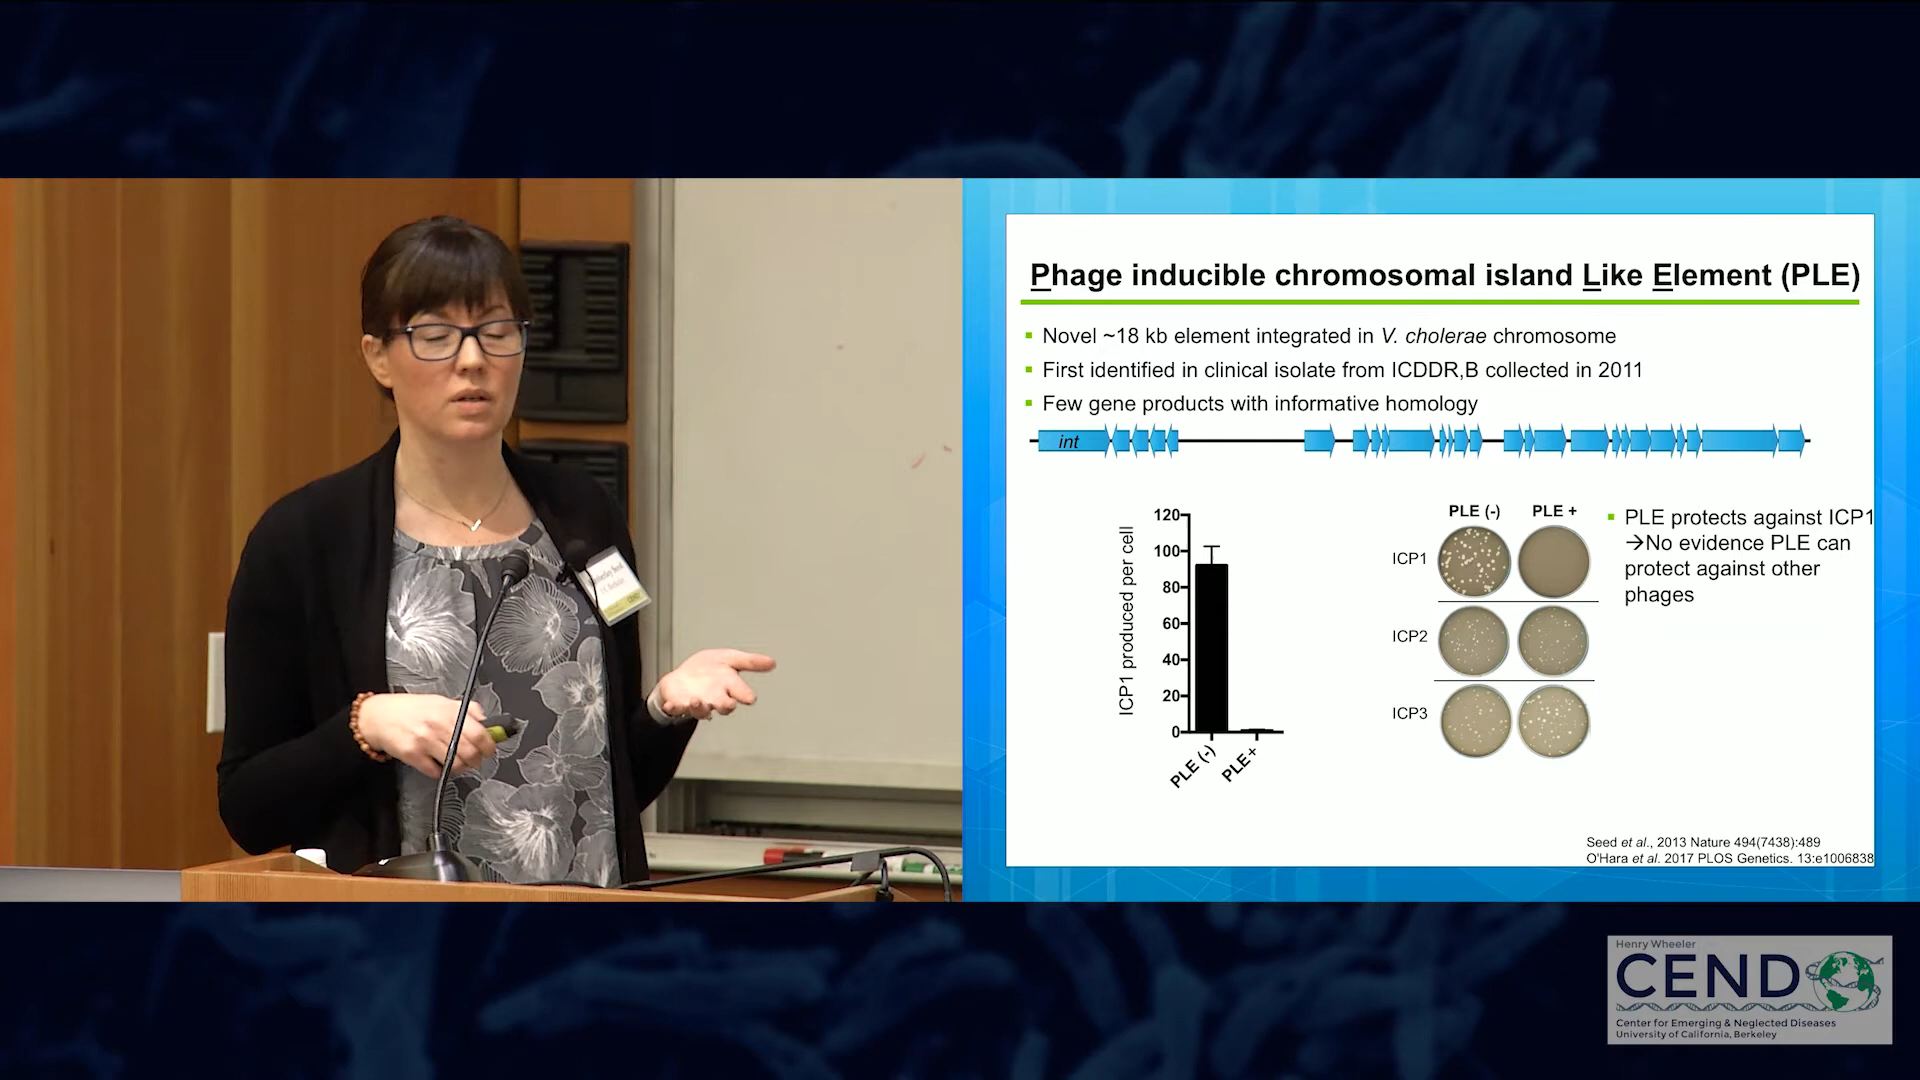 Phage inducible chromosomal island Like Element (PLE)
Novel ~18 kb element integrated in V. cholerae chromosome
First identified in clinical isolate from ICDDR,B collected in 2011
Few gene products with informative homology
int
ICP1 produced per cell
120
100
80
60
40
20
0
PLE (-)
PLE+
PLE (-) PLE +
ICP1
ICP2
ICP3
PLE protects against ICP1
→No evidence PLE can
protect against other
phages
Seed et al., 2013 Nature 494(7438):489
O'Hara et al. 2017 PLOS Genetics. 13:e1006838
Henry Wheeler
CEND
Center for Emerging & Neglected Diseases
University of California, Berkeley